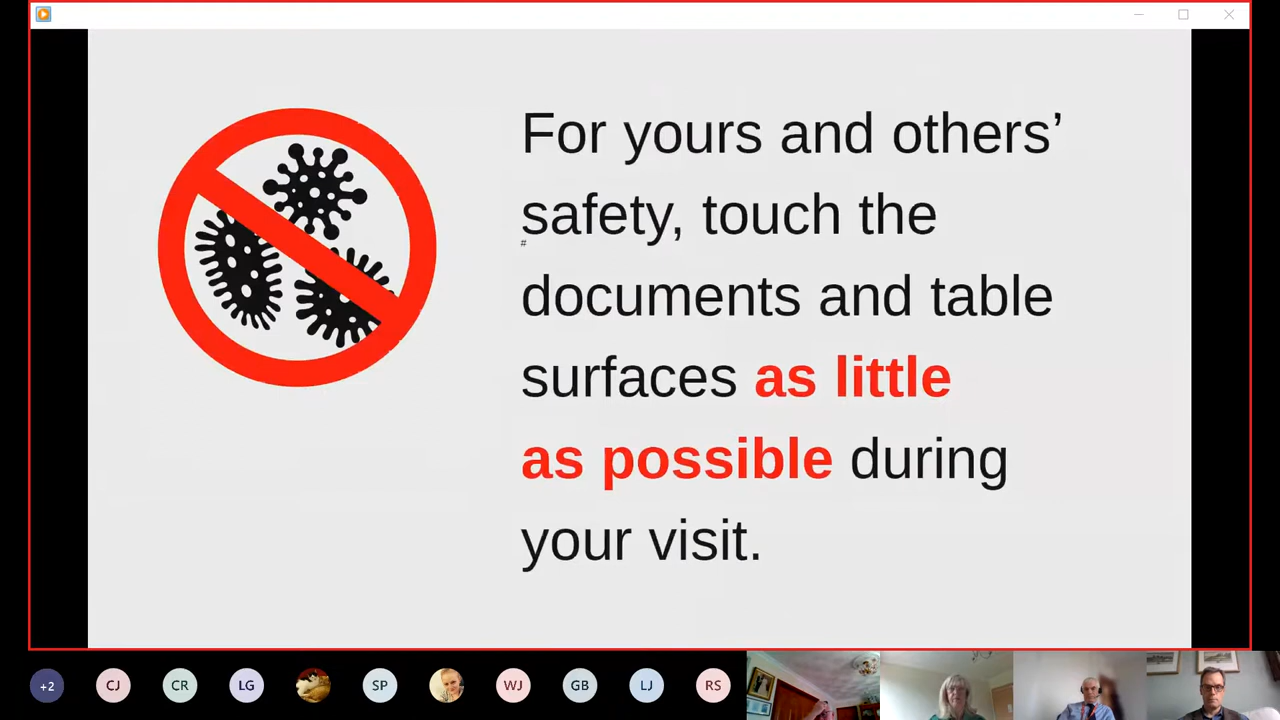 For yours and others’
safety, touch the
#
documents and table
surfaces as little
as possible during
your visit.
+2
CJ
CR
LG
SP
WJ
GB
LJ
RS